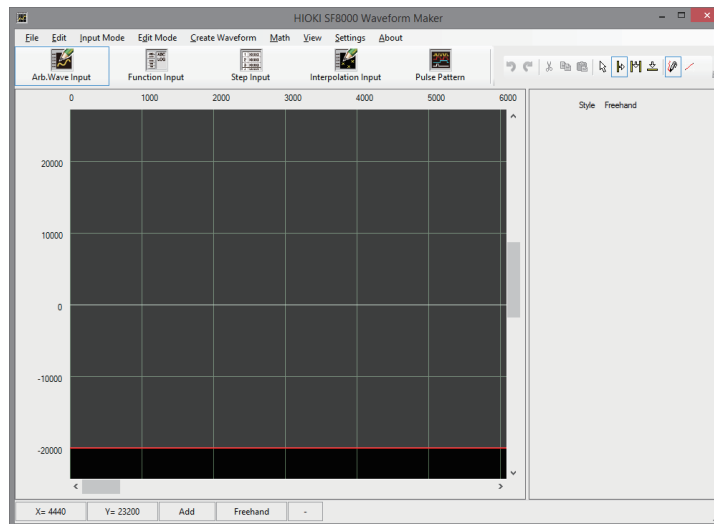 HIOKI SF8000 Waveform Maker
File Edit Input Mode Egit Mode Create Waveform Math View Settings About
Arb.Wave Input Function Input Step Input Interpolation Input Pulse Pattern
0 1000 2000 3000 4000 5000 6000
Style Freehand
20000
10000
0
-10000
-20000
X= 4440 Y= 23200 Add Freehand -